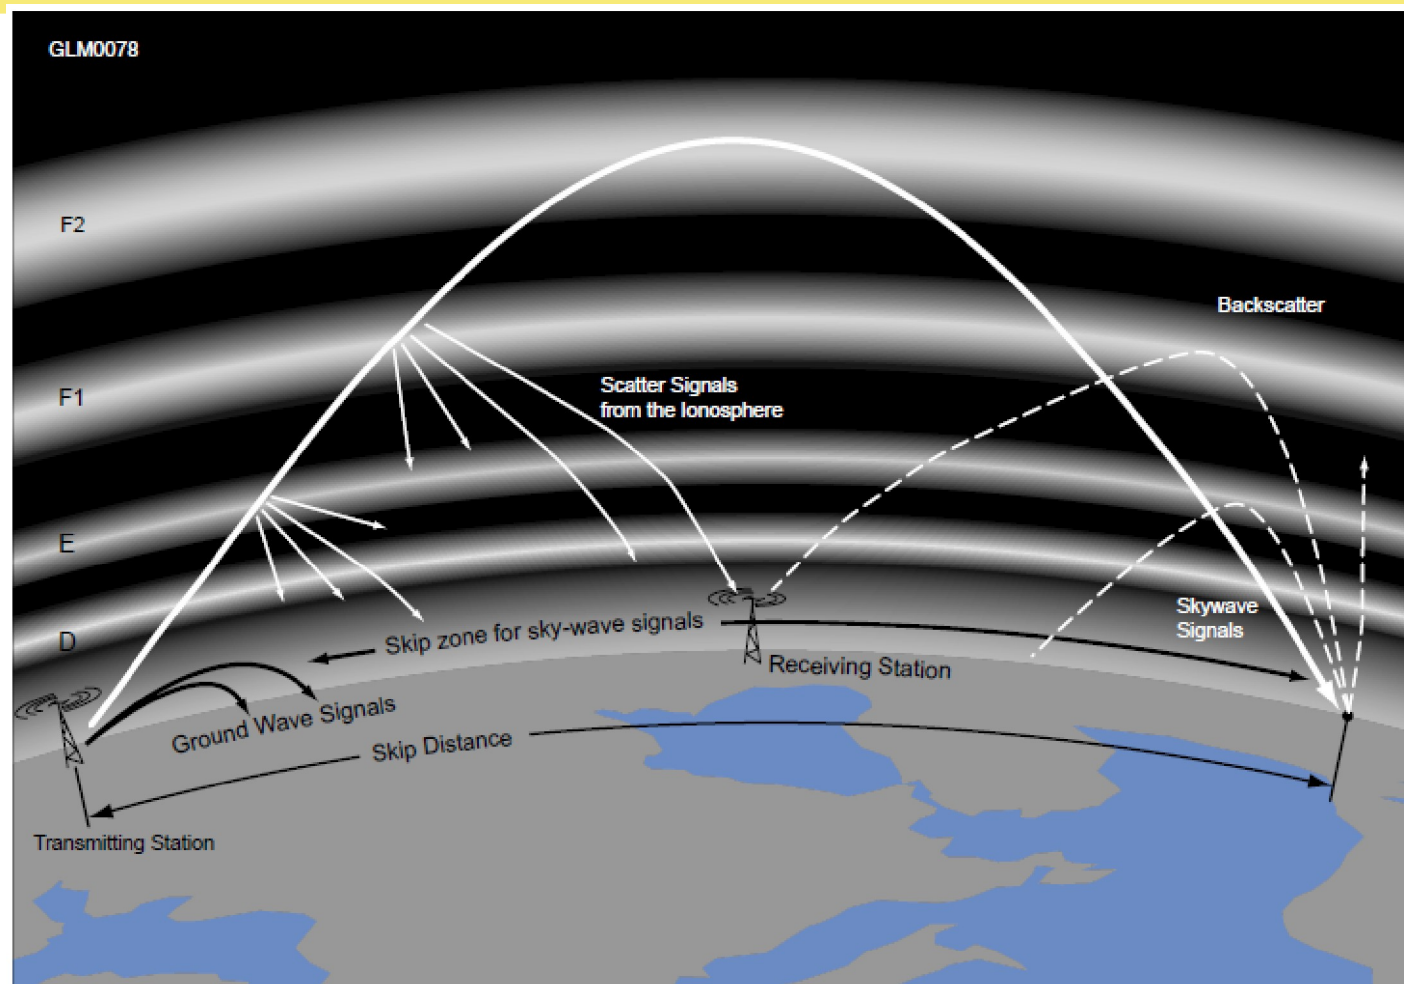 GLM0078
F2
Backscatter
F1
Scatter Signals
from the Ionosphere
E
Skywave
Signals
D
Skip zone for sky-wave signals
Receiving Station
Ground Wave Signals
Skip Distance
Transmitting Station